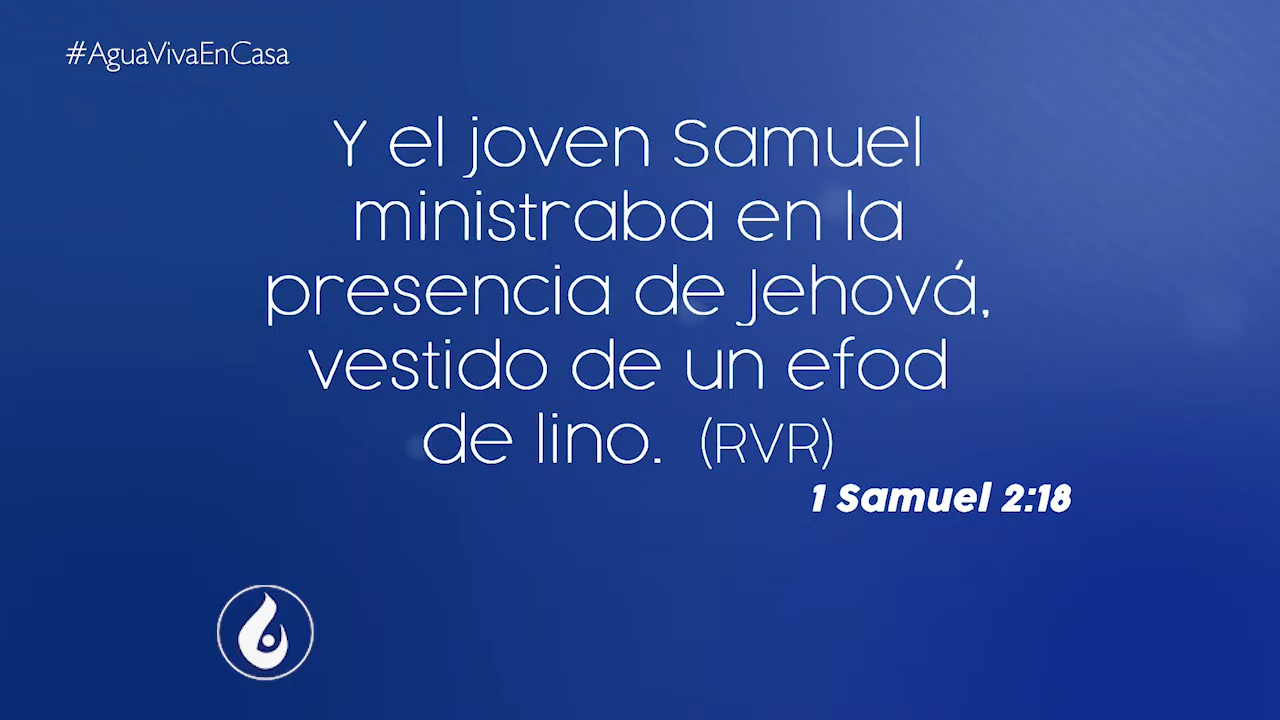 #AguaVivaEnCasa
Y el joven Samuel
ministraba en la
presencia de Jehová,
vestido de un efod
de lino. (RVR)
1 Samuel 2:18